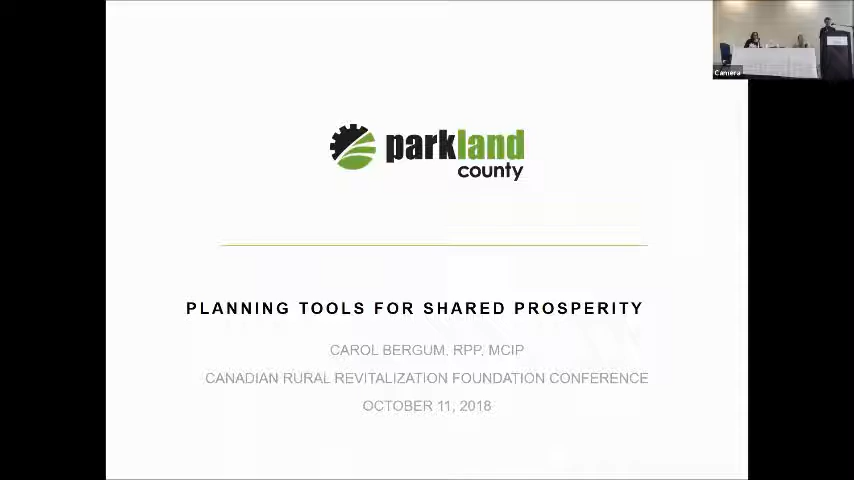 Camera
parkland
county
PLANNING TOOLS FOR SHARED PROSPERITY
CAROL BERGUM, RPP, MCIP
CANADIAN RURAL REVITALIZATION FOUNDATION CONFERENCE
OCTOBER 11, 2018